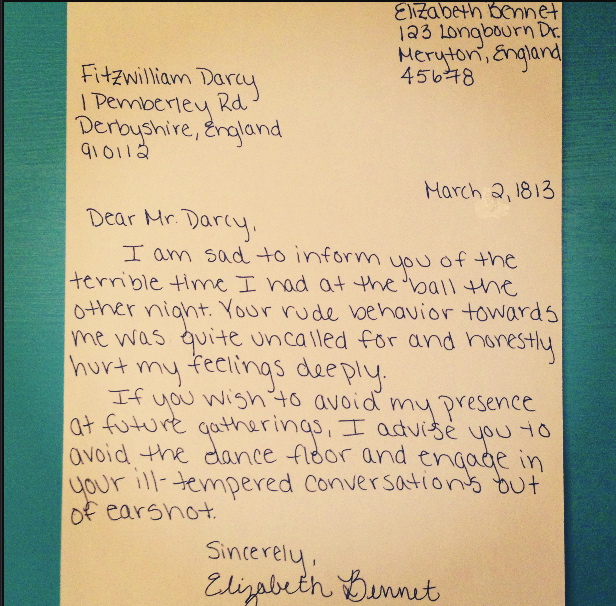 Elizabeth Bennet
123 Longbourn Dr.
Meryton, England
45678
Fitzwilliam Darcy
1 Pemberley Rd
Derbyshire, England
910112
March 2, 1813
Dear Mr. Darcy,
I am sad to inform you of the
terrible time I had at the ball the
other night. Your rude behavior towards
me was quite uncalled for and honestly
hurt my feelings deeply.
If you wish to avoid my presence
at future gatherings, I advise you to
avoid the dance floor and engage in
your ill-tempered conversations out
of earshot.
Sincerely,
Elizabeth Bennet